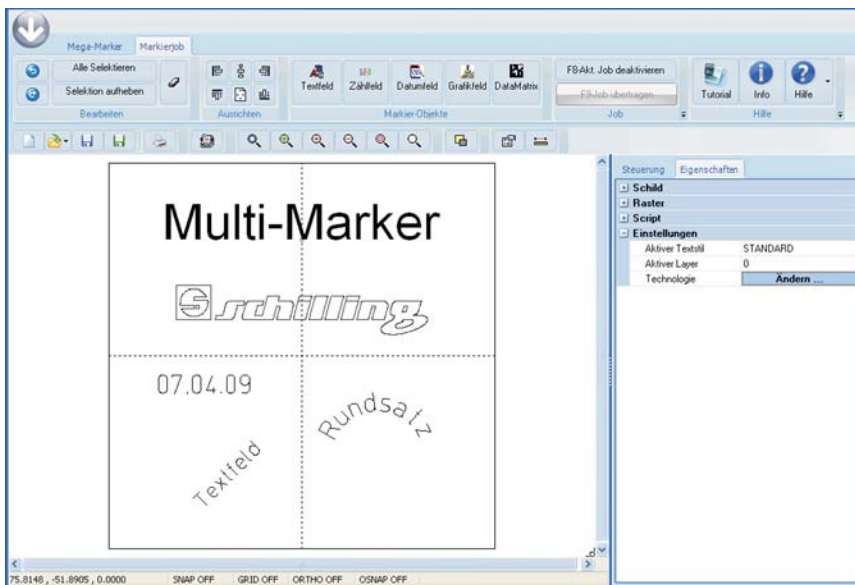 Mega-Marker Markierjob
Alle Selektieren
Selektion aufheben
Bearbeiten
Ausrichten
Textfeld Zählfeld Datumfeld Grafikfeld DataMatrix
Markier-Objekte
F8-Akt. Job deaktivieren
F9-Job übertragen
Job
Tutorial Info Hilfe
Hilfe
Steuerung Eigenschaften
Schild
Raster
Script
Einstellungen
Aktiver Textstil STANDARD
Aktiver Layer 0
Technologie Ändern ...
Multi-Marker
S schilling
07.04.09
Rundsatz
Textfeld
75.8148 , -51.8905 , 0.0000 SNAP OFF GRID OFF ORTHO OFF OSNAP OFF